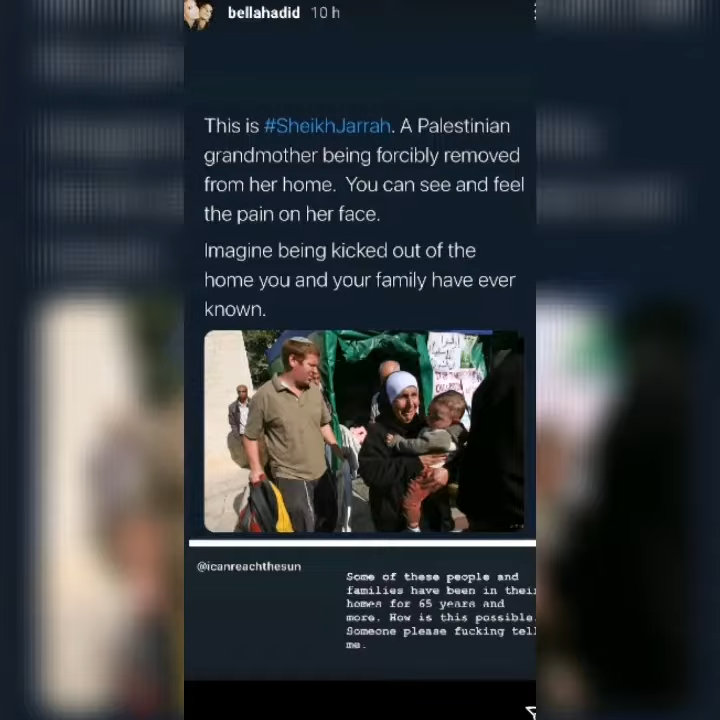 bellahadid 10 h
This is #SheikhJarrah. A Palestinian
grandmother being forcibly removed
from her home. You can see and feel
the pain on her face.
Imagine being kicked out of the
home you and your family have ever
known.
@icanreachthesun
Some of these people and
families have been in their
homes for 65 years and
more. How is this possible.
Someone please fucking tell
me.